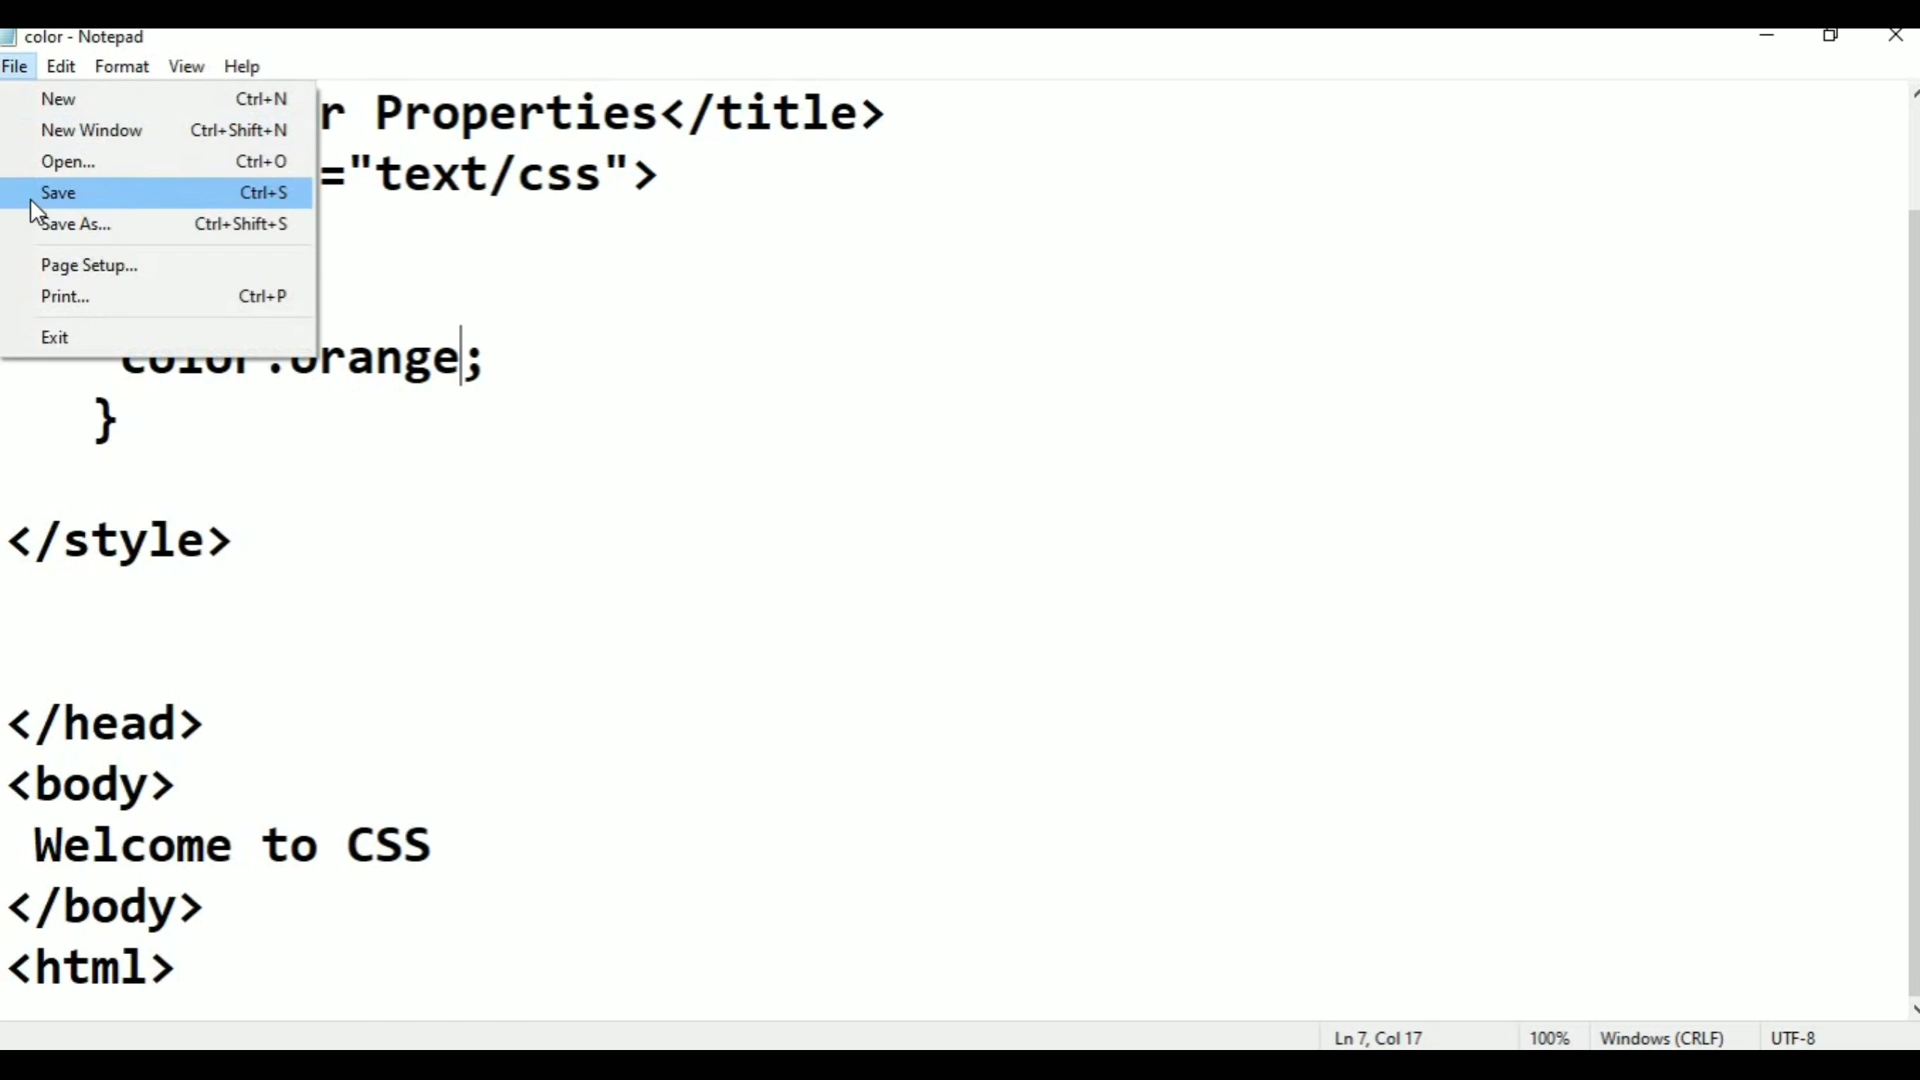 color - Notepad
File Edit Format View Help
New Ctrl+N
New Window Ctrl+Shift+N
Open... Ctrl+O
Save Ctrl+S
Save As... Ctrl+Shift+S
Page Setup...
Print... Ctrl+P
Exit
r Properties</title>
="text/css">
color:orange;
}
</style>
</head>
<body>
Welcome to CSS
</body>
<html>
Ln 7, Col 17 100% Windows (CRLF) UTF-8